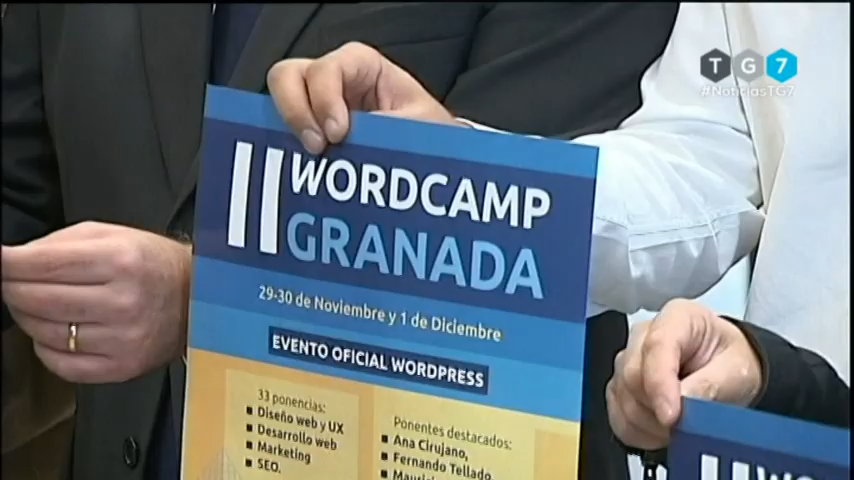 TG7
#NoticiasTG7
II WORDCAMP
GRANADA
29-30 de Noviembre y 1 de Diciembre
EVENTO OFICIAL WORDPRESS
33 ponencias:
Diseño web y UX
Desarrollo web
Marketing
SEO.
Ponentes destacados:
Ana Cirujano,
Fernando Tellado